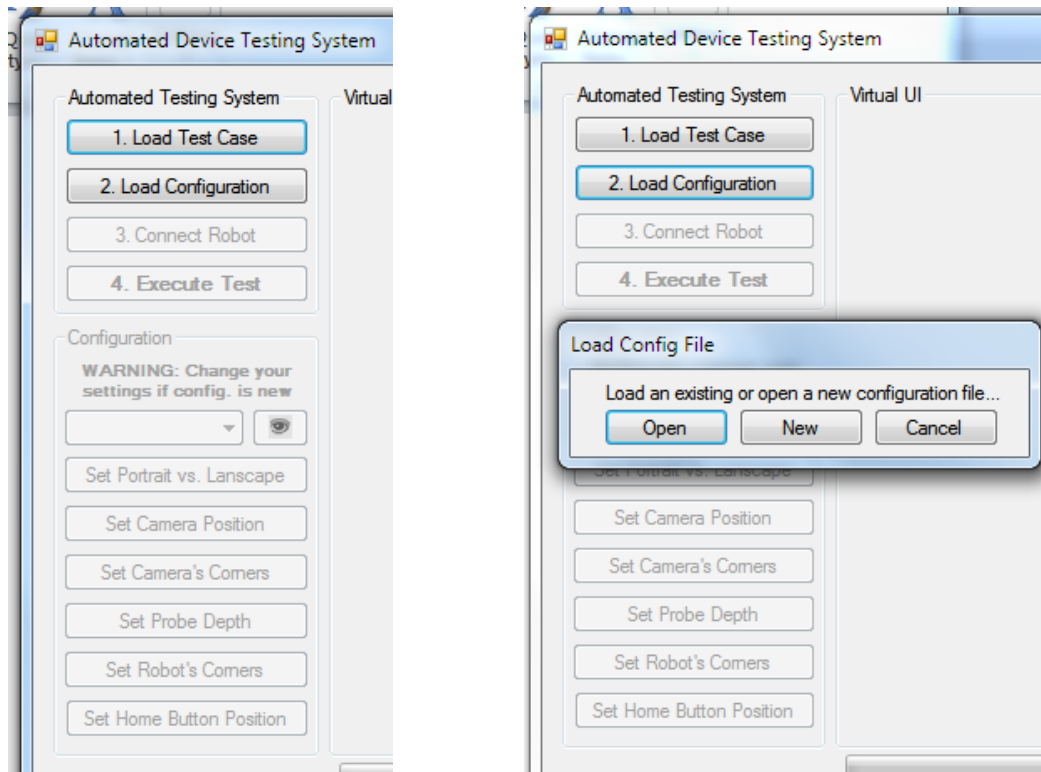 Automated Device Testing System
Automated Testing System
Virtual
1. Load Test Case
2. Load Configuration
3. Connect Robot
4. Execute Test
Configuration
WARNING: Change your
settings if config. is new
Set Portrait vs. Lanscape
Set Camera Position
Set Camera's Corners
Set Probe Depth
Set Robot's Corners
Set Home Button Position
Automated Device Testing System
Automated Testing System
Virtual UI
1. Load Test Case
2. Load Configuration
3. Connect Robot
4. Execute Test
Load Config File
Load an existing or open a new configuration file...
Open New Cancel
Set Portrait vs. Lanscape
Set Camera Position
Set Camera's Corners
Set Probe Depth
Set Robot's Corners
Set Home Button Position